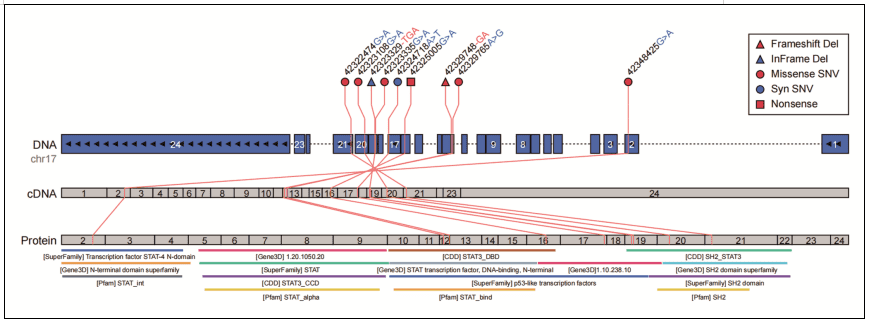 42322474G>A
42323108G>A
42323329-TGA
42323335G>A
42324718A>T
42325005G>A
42329748-GA
42329765A>G
42348425G>A
Frameshift Del
InFrame Del
Missense SNV
Syn SNV
Nonsense
DNA 24 23 21 20 17 9 8 3 2 1
chr17
cDNA 1 2 3 4 5 6 7 8 9 10 13 15 16 17 19 20 21 23 24
Protein 2 3 4 5 6 7 8 9 10 11 12 13 14 15 16 17 18 19 20 21 22 23 24
[SuperFamily] Transcription factor STAT-4 N-domain [Gene3D] 1.20.1050.20 [CDD] STAT3_DBD [CDD] SH2_STAT3
[Gene3D] N-terminal domain superfamily [SuperFamily] STAT [Gene3D] STAT transcription factor, DNA-binding, N-terminal [Gene3D]1.10.238.10 [Gene3D] SH2 domain superfamily
[Pfam] STAT_int [CDD] STAT3_CCD [SuperFamily] p53-like transcription factors [SuperFamily] SH2 domain
[Pfam] STAT_alpha [Pfam] STAT_bind [Pfam] SH2